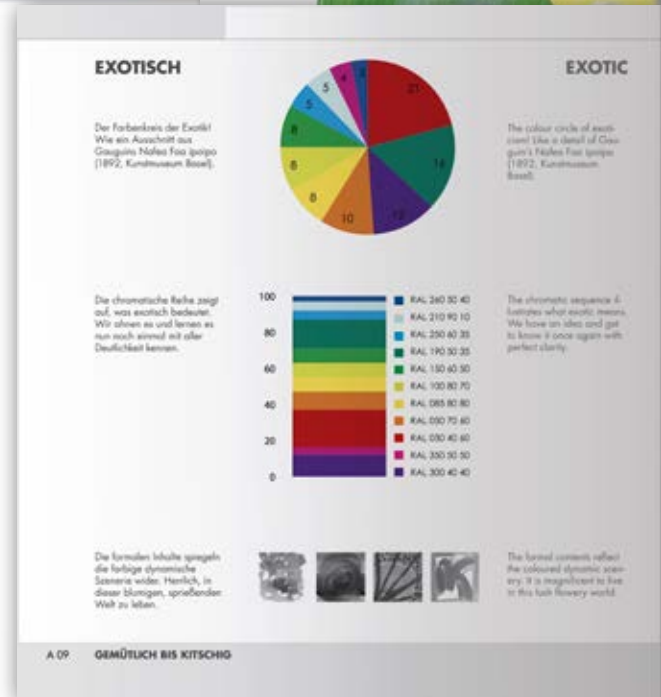 EXOTISCH
EXOTIC
Der Farbenkreis der Exotik!
Wie ein Ausschnitt aus
Gauguins Nafea Faa ipoipo
(1892, Kunstmuseum Basel).
21
16
12
10
8
8
8
5
5
4
3
The colour circle of exoti-
cism! Like a detail of Gau-
guin's Nafea Faa ipoipo
(1892, Kunstmuseum
Basel).
Die chromatische Reihe zeigt
auf, was exotisch bedeutet.
Wir ahnen es und lernen es
nun noch einmal mit aller
Deutlichkeit kennen.
100
80
60
40
20
0
RAL 260 50 40
RAL 210 90 10
RAL 250 60 35
RAL 190 50 35
RAL 150 60 50
RAL 100 80 70
RAL 085 80 80
RAL 050 70 60
RAL 030 40 60
RAL 350 50 50
RAL 300 40 40
The chromatic sequence il-
lustrates what exotic means.
We have an idea and get
to know it once again with
perfect clarity.
Die formalen Inhalte spiegeln
die farbige dynamische
Szenerie wider. Herrlich, in
dieser blumigen, sprießenden
Welt zu leben.
The formal contents reflect
the coloured dynamic scen-
ery. It is magnificent to live
in this lush flowery world.
A 09 GEMÜTLICH BIS KITSCHIG